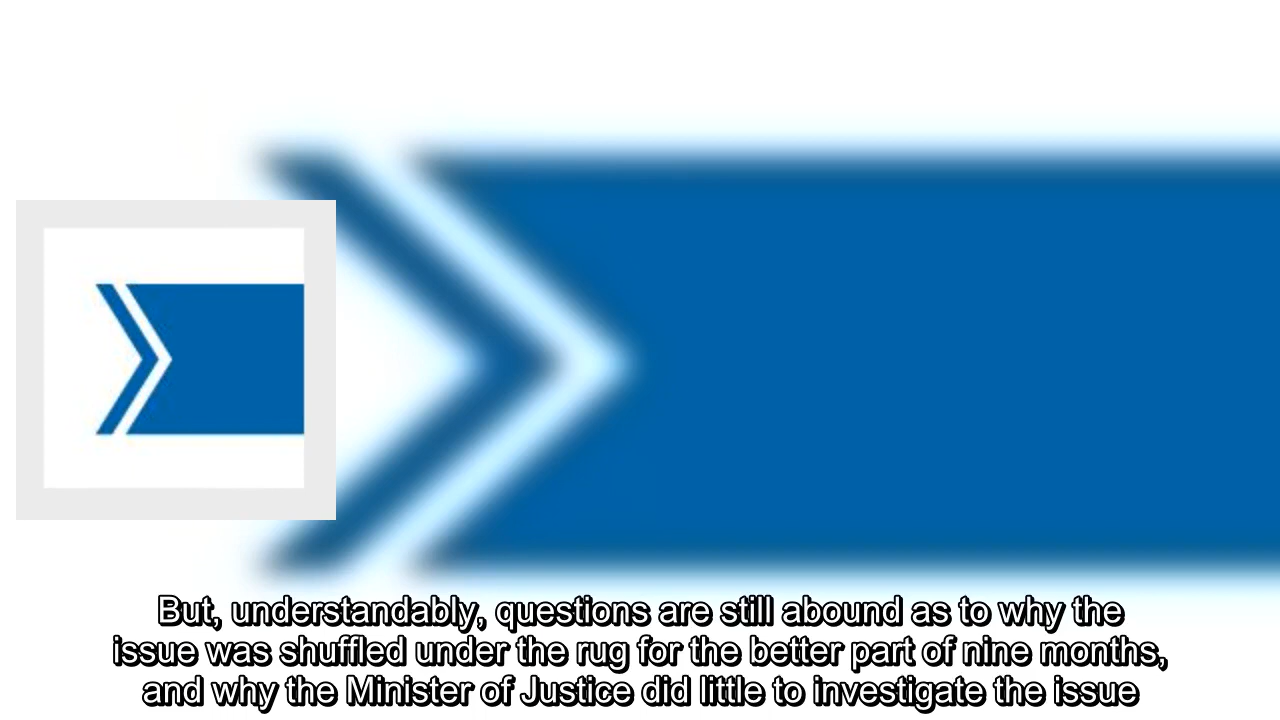 But, understandably, questions are still abound as to why the
issue was shuffled under the rug for the better part of nine months,
and why the Minister of Justice did little to investigate the issue